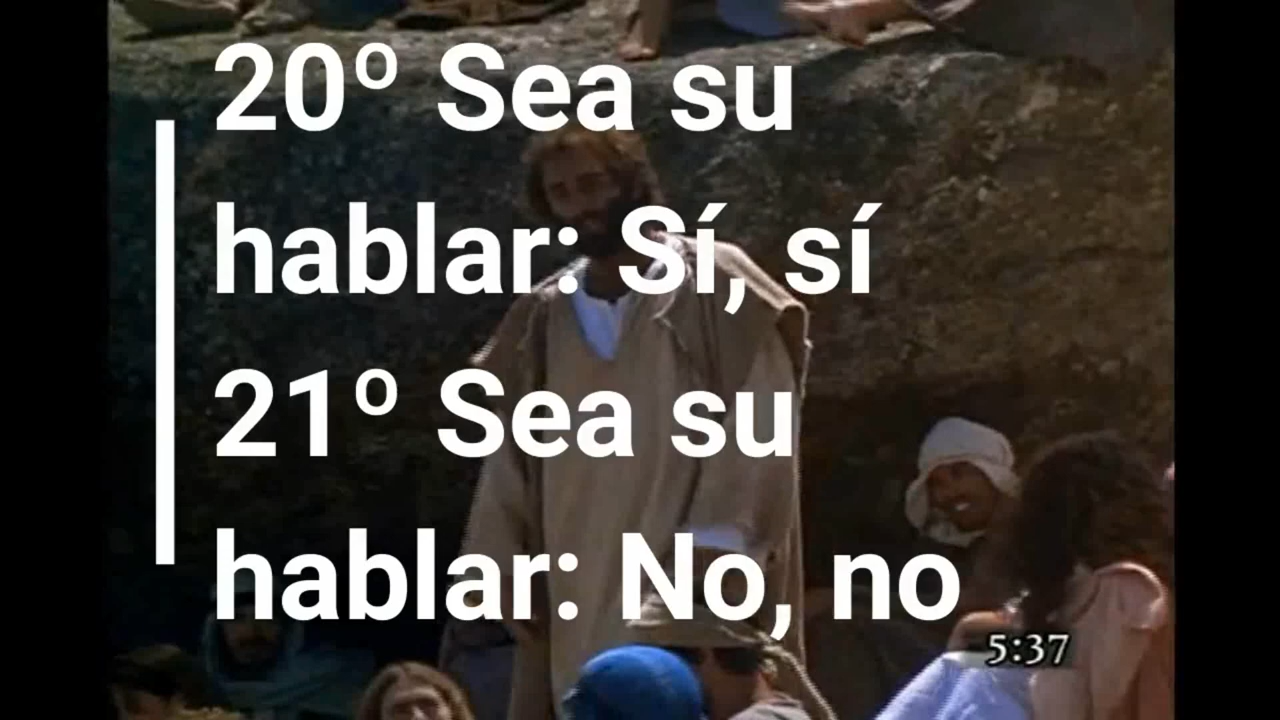 20º Sea su
hablar: Sí, sí
21º Sea su
hablar: No, no
5:37